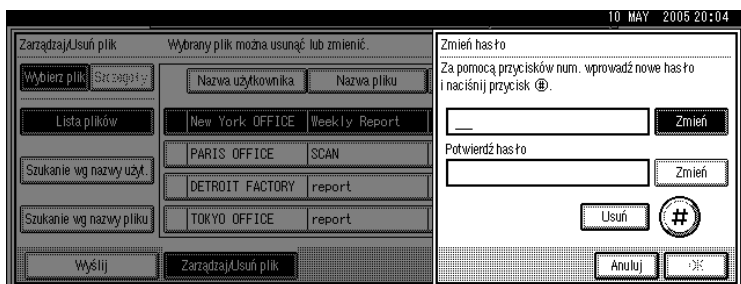 10 MAY 2005 20:04
Zarządzaj/Usuń plik
Wybrany plik można usunąć lub zmienić.
Wybierz plik
Szczegóły
Nazwa użytkownika
Nazwa pliku
Lista plików
New York OFFICE
Weekly Report
PARIS OFFICE
SCAN
Szukanie wg nazwy użyt.
DETROIT FACTORY
report
Szukanie wg nazwy pliku
TOKYO OFFICE
report
Wyślij
Zarządzaj/Usuń plik
Zmień hasło
Za pomocą przycisków num. wprowadź nowe hasło
i naciśnij przycisk #.
Zmień
Potwierdź hasło
Zmień
Usuń
#
Anuluj
OK